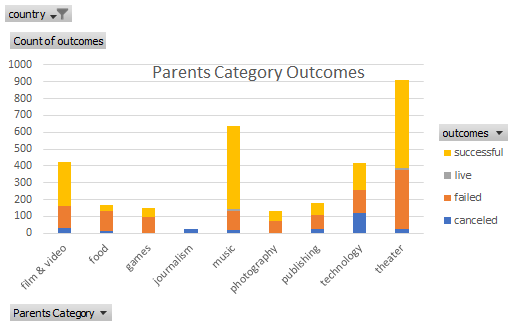 country
Count of outcomes
Parents Category Outcomes
1000
900
800
700
600
500
400
300
200
100
0
film & video
food
games
journalism
music
photography
publishing
technology
theater
outcomes
successful
live
failed
canceled
Parents Category